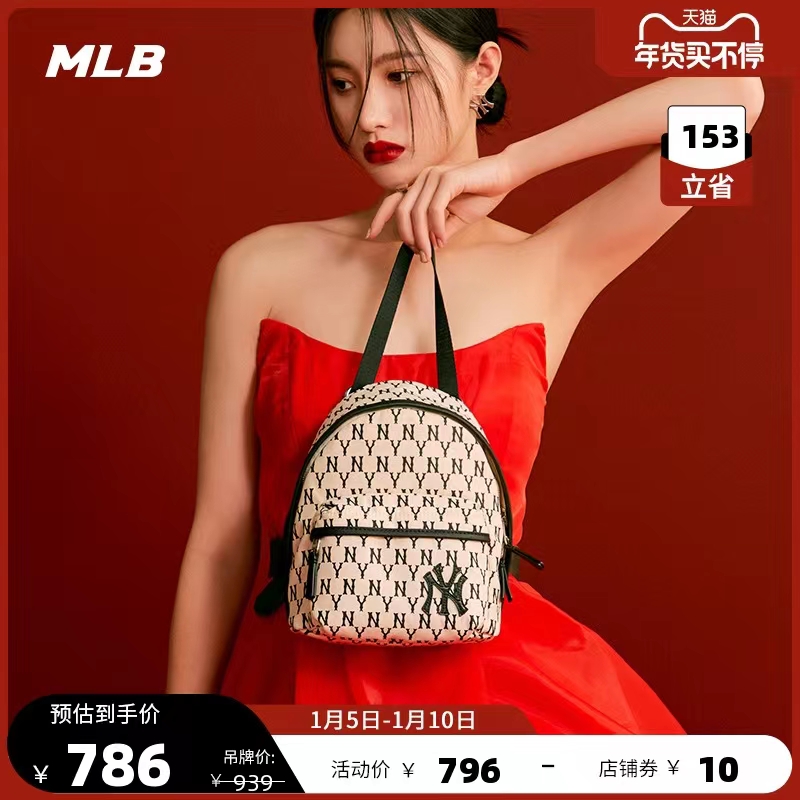 MLB
天猫
年货买不停
153
立省
NY
1月5日-1月10日
预估到手价
¥ 786
吊牌价:
¥ 939
活动价 ¥ 796 - 店铺券 ¥ 10